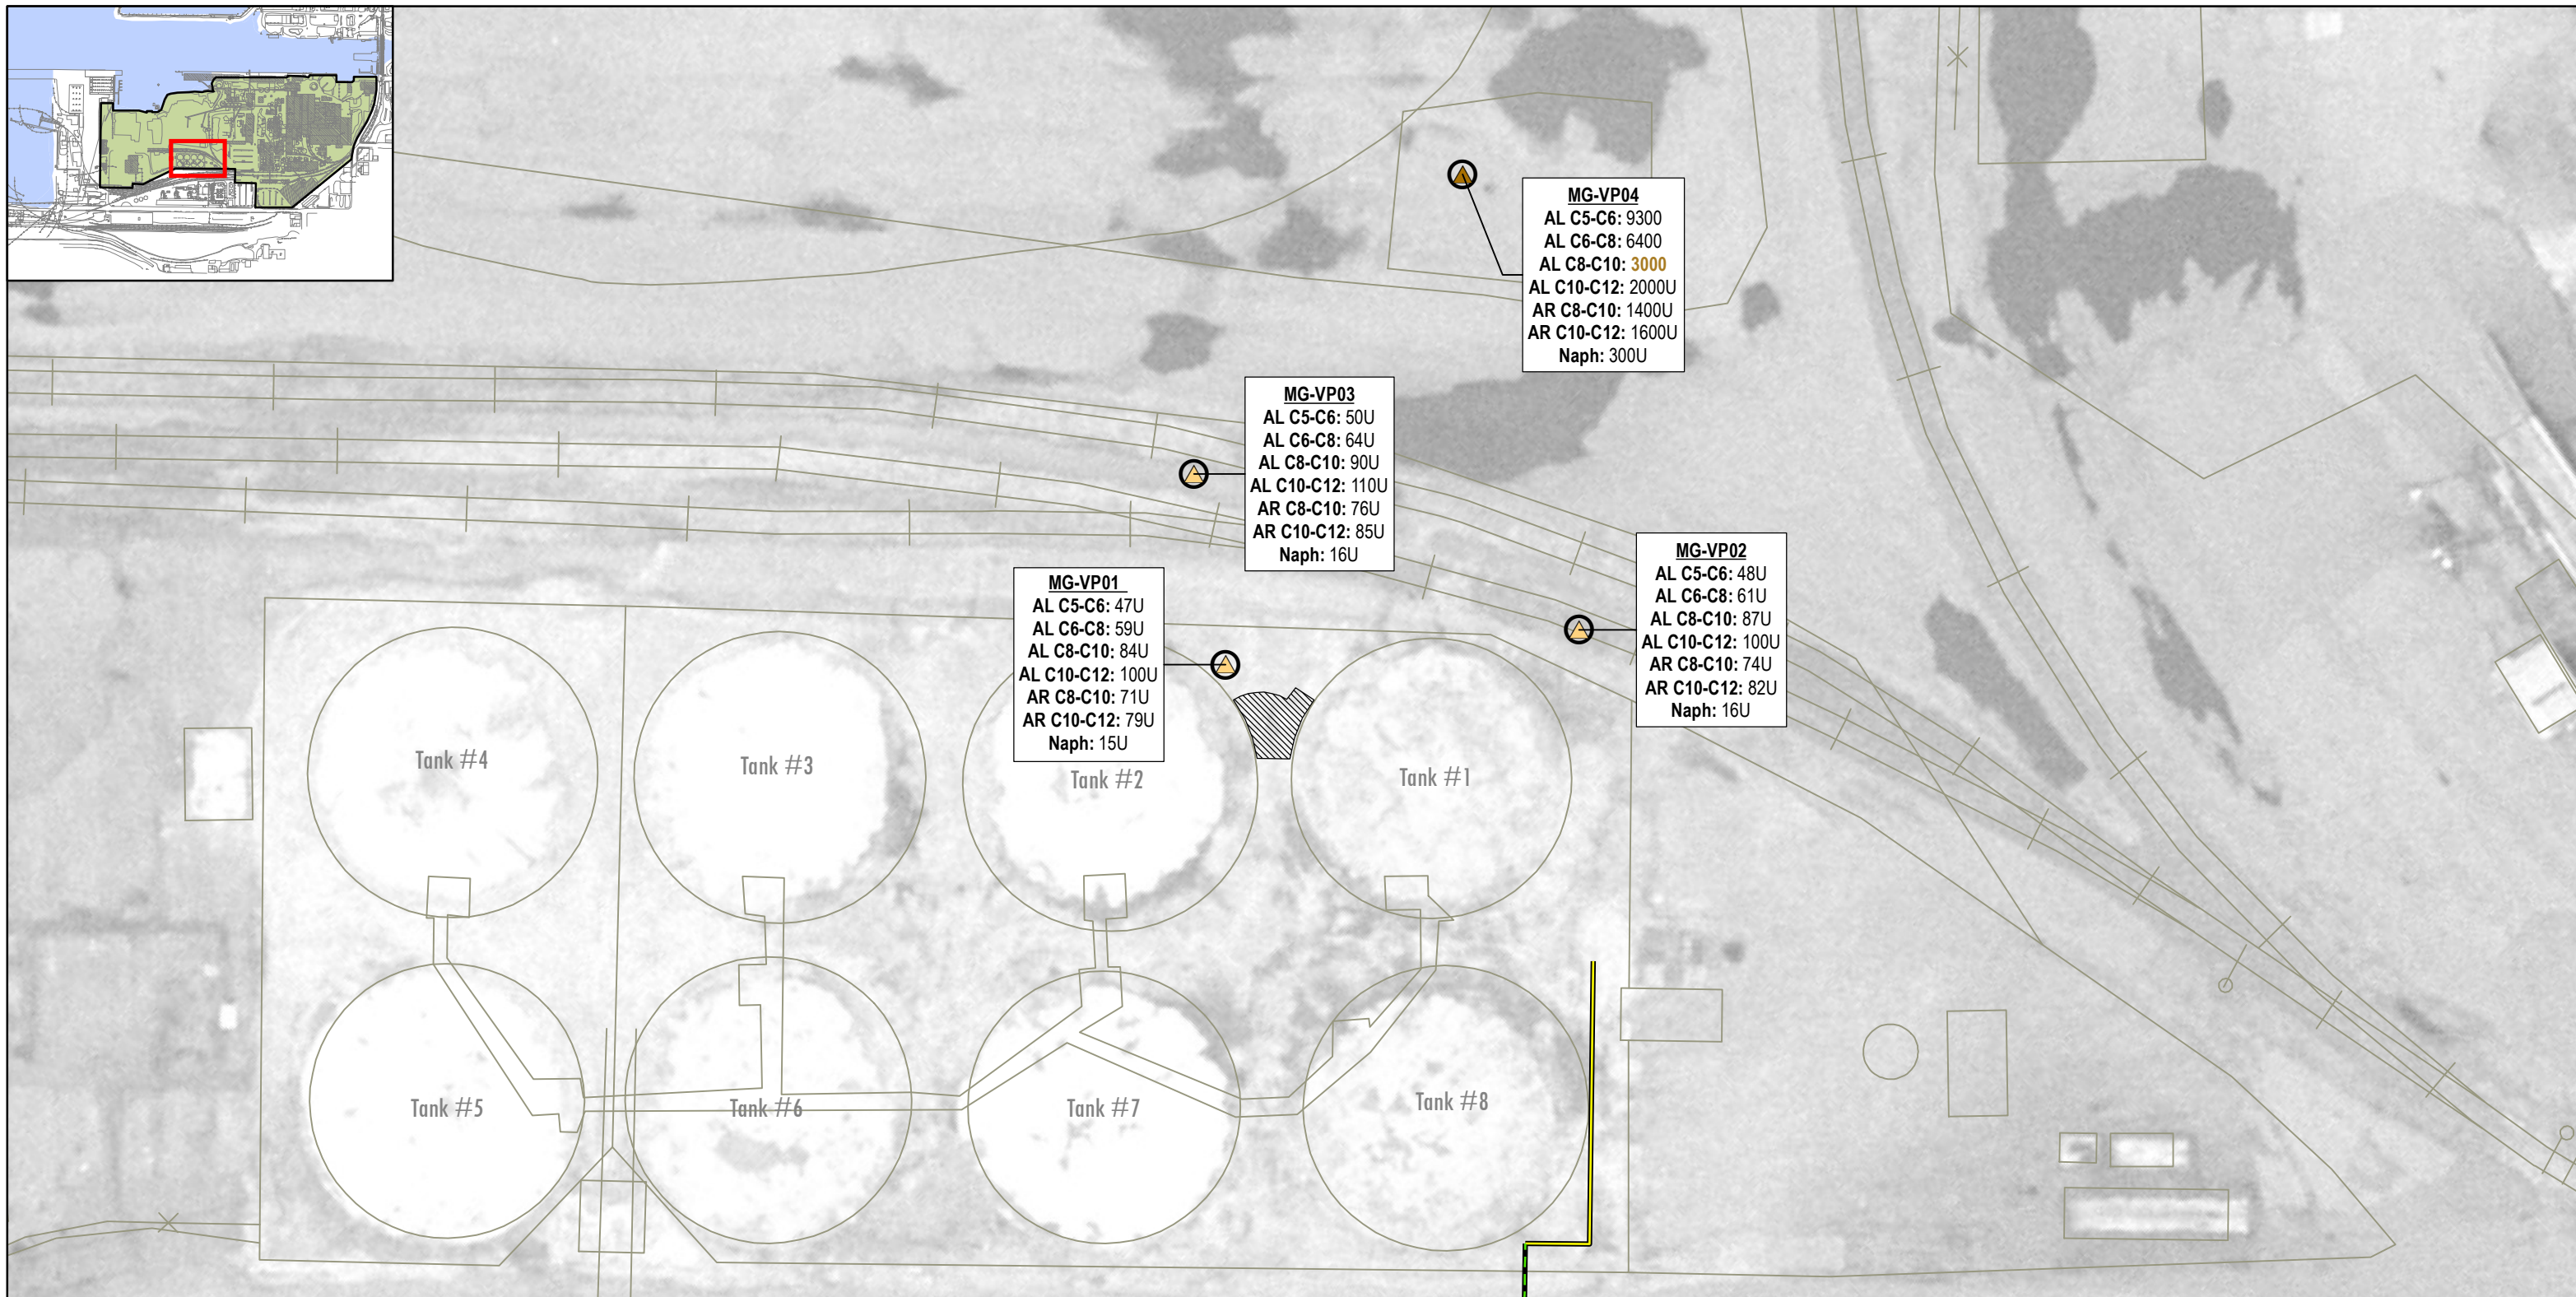 MG-VP04
AL C5-C6: 9300
AL C6-C8: 6400
AL C8-C10: 3000
AL C10-C12: 2000U
AR C8-C10: 1400U
AR C10-C12: 1600U
Naph: 300U
MG-VP03
AL C5-C6: 50U
AL C6-C8: 64U
AL C8-C10: 90U
AL C10-C12: 110U
AR C8-C10: 76U
AR C10-C12: 85U
Naph: 16U
MG-VP02
AL C5-C6: 48U
AL C6-C8: 61U
AL C8-C10: 87U
AL C10-C12: 100U
AR C8-C10: 74U
AR C10-C12: 82U
Naph: 16U
MG-VP01
AL C5-C6: 47U
AL C6-C8: 59U
AL C8-C10: 84U
AL C10-C12: 100U
AR C8-C10: 71U
AR C10-C12: 79U
Naph: 15U
Tank #4
Tank #3
Tank #2
Tank #1
Tank #5
Tank #6
Tank #7
Tank #8